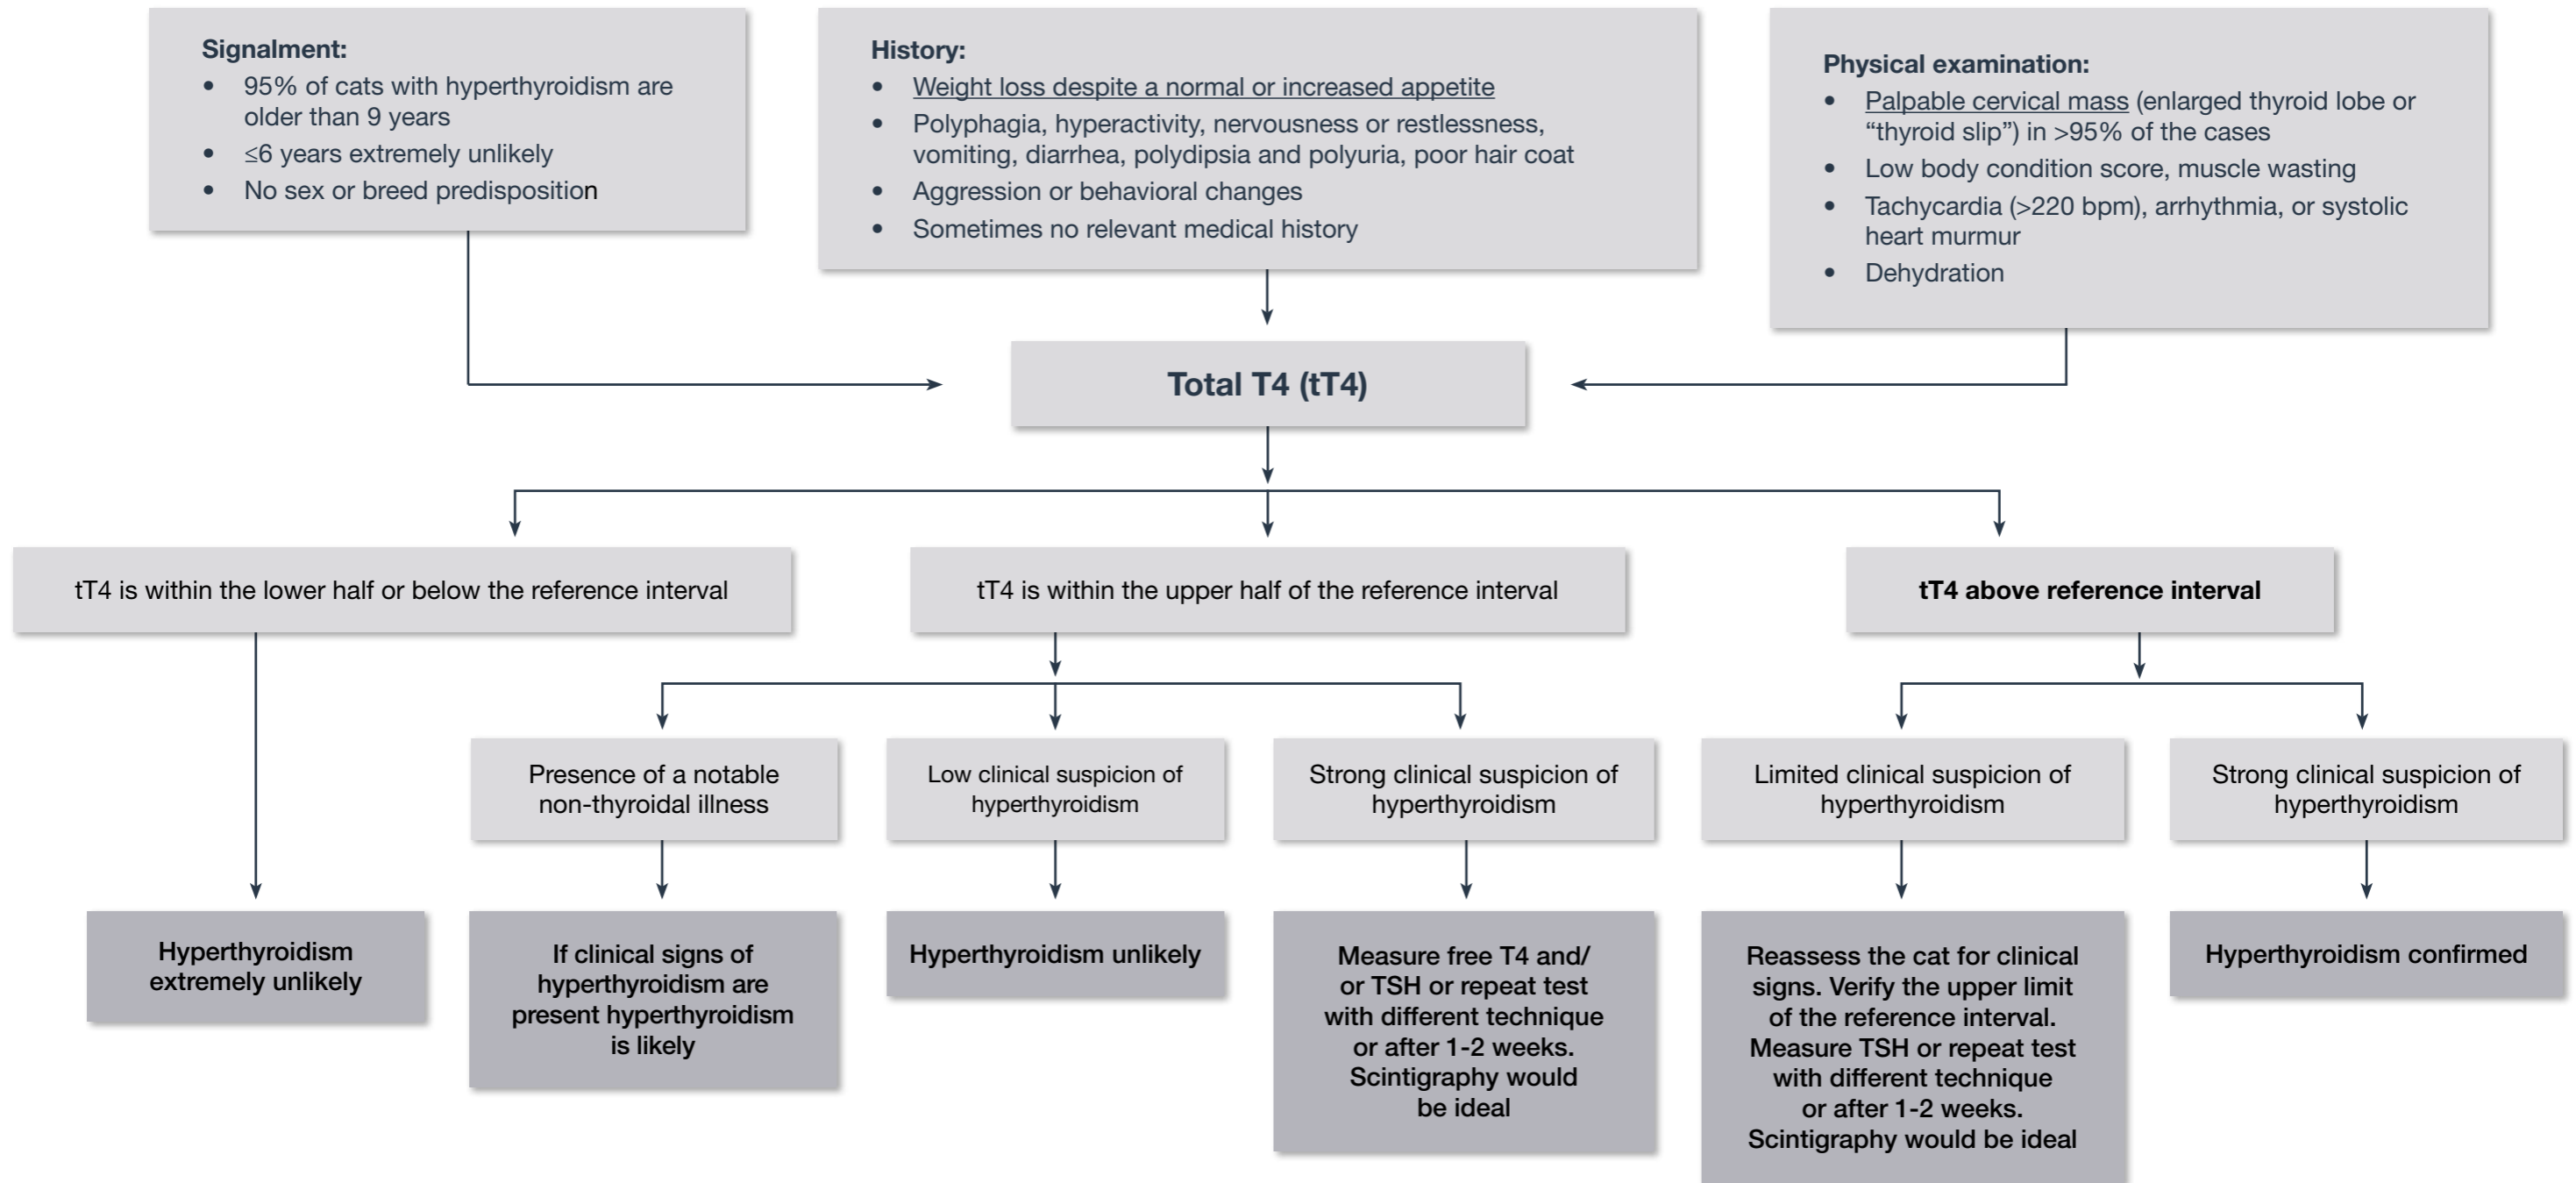 Signalment:
• 95% of cats with hyperthyroidism are
older than 9 years
• ≤6 years extremely unlikely
• No sex or breed predisposition
History:
• Weight loss despite a normal or increased appetite
• Polyphagia, hyperactivity, nervousness or restlessness,
vomiting, diarrhea, polydipsia and polyuria, poor hair coat
• Aggression or behavioral changes
• Sometimes no relevant medical history
Physical examination:
• Palpable cervical mass (enlarged thyroid lobe or
“thyroid slip”) in >95% of the cases
• Low body condition score, muscle wasting
• Tachycardia (>220 bpm), arrhythmia, or systolic
heart murmur
• Dehydration
Total T4 (tT4)
tT4 is within the lower half or below the reference interval
tT4 is within the upper half of the reference interval
tT4 above reference interval
Presence of a notable
non-thyroidal illness
Low clinical suspicion of
hyperthyroidism
Strong clinical suspicion of
hyperthyroidism
Limited clinical suspicion of
hyperthyroidism
Strong clinical suspicion of
hyperthyroidism
Hyperthyroidism
extremely unlikely
If clinical signs of
hyperthyroidism are
present hyperthyroidism
is likely
Hyperthyroidism unlikely
Measure free T4 and/
or TSH or repeat test
with different technique
or after 1-2 weeks.
Scintigraphy would
be ideal
Reassess the cat for clinical
signs. Verify the upper limit
of the reference interval.
Measure TSH or repeat test
with different technique
or after 1-2 weeks.
Scintigraphy would be ideal
Hyperthyroidism confirmed